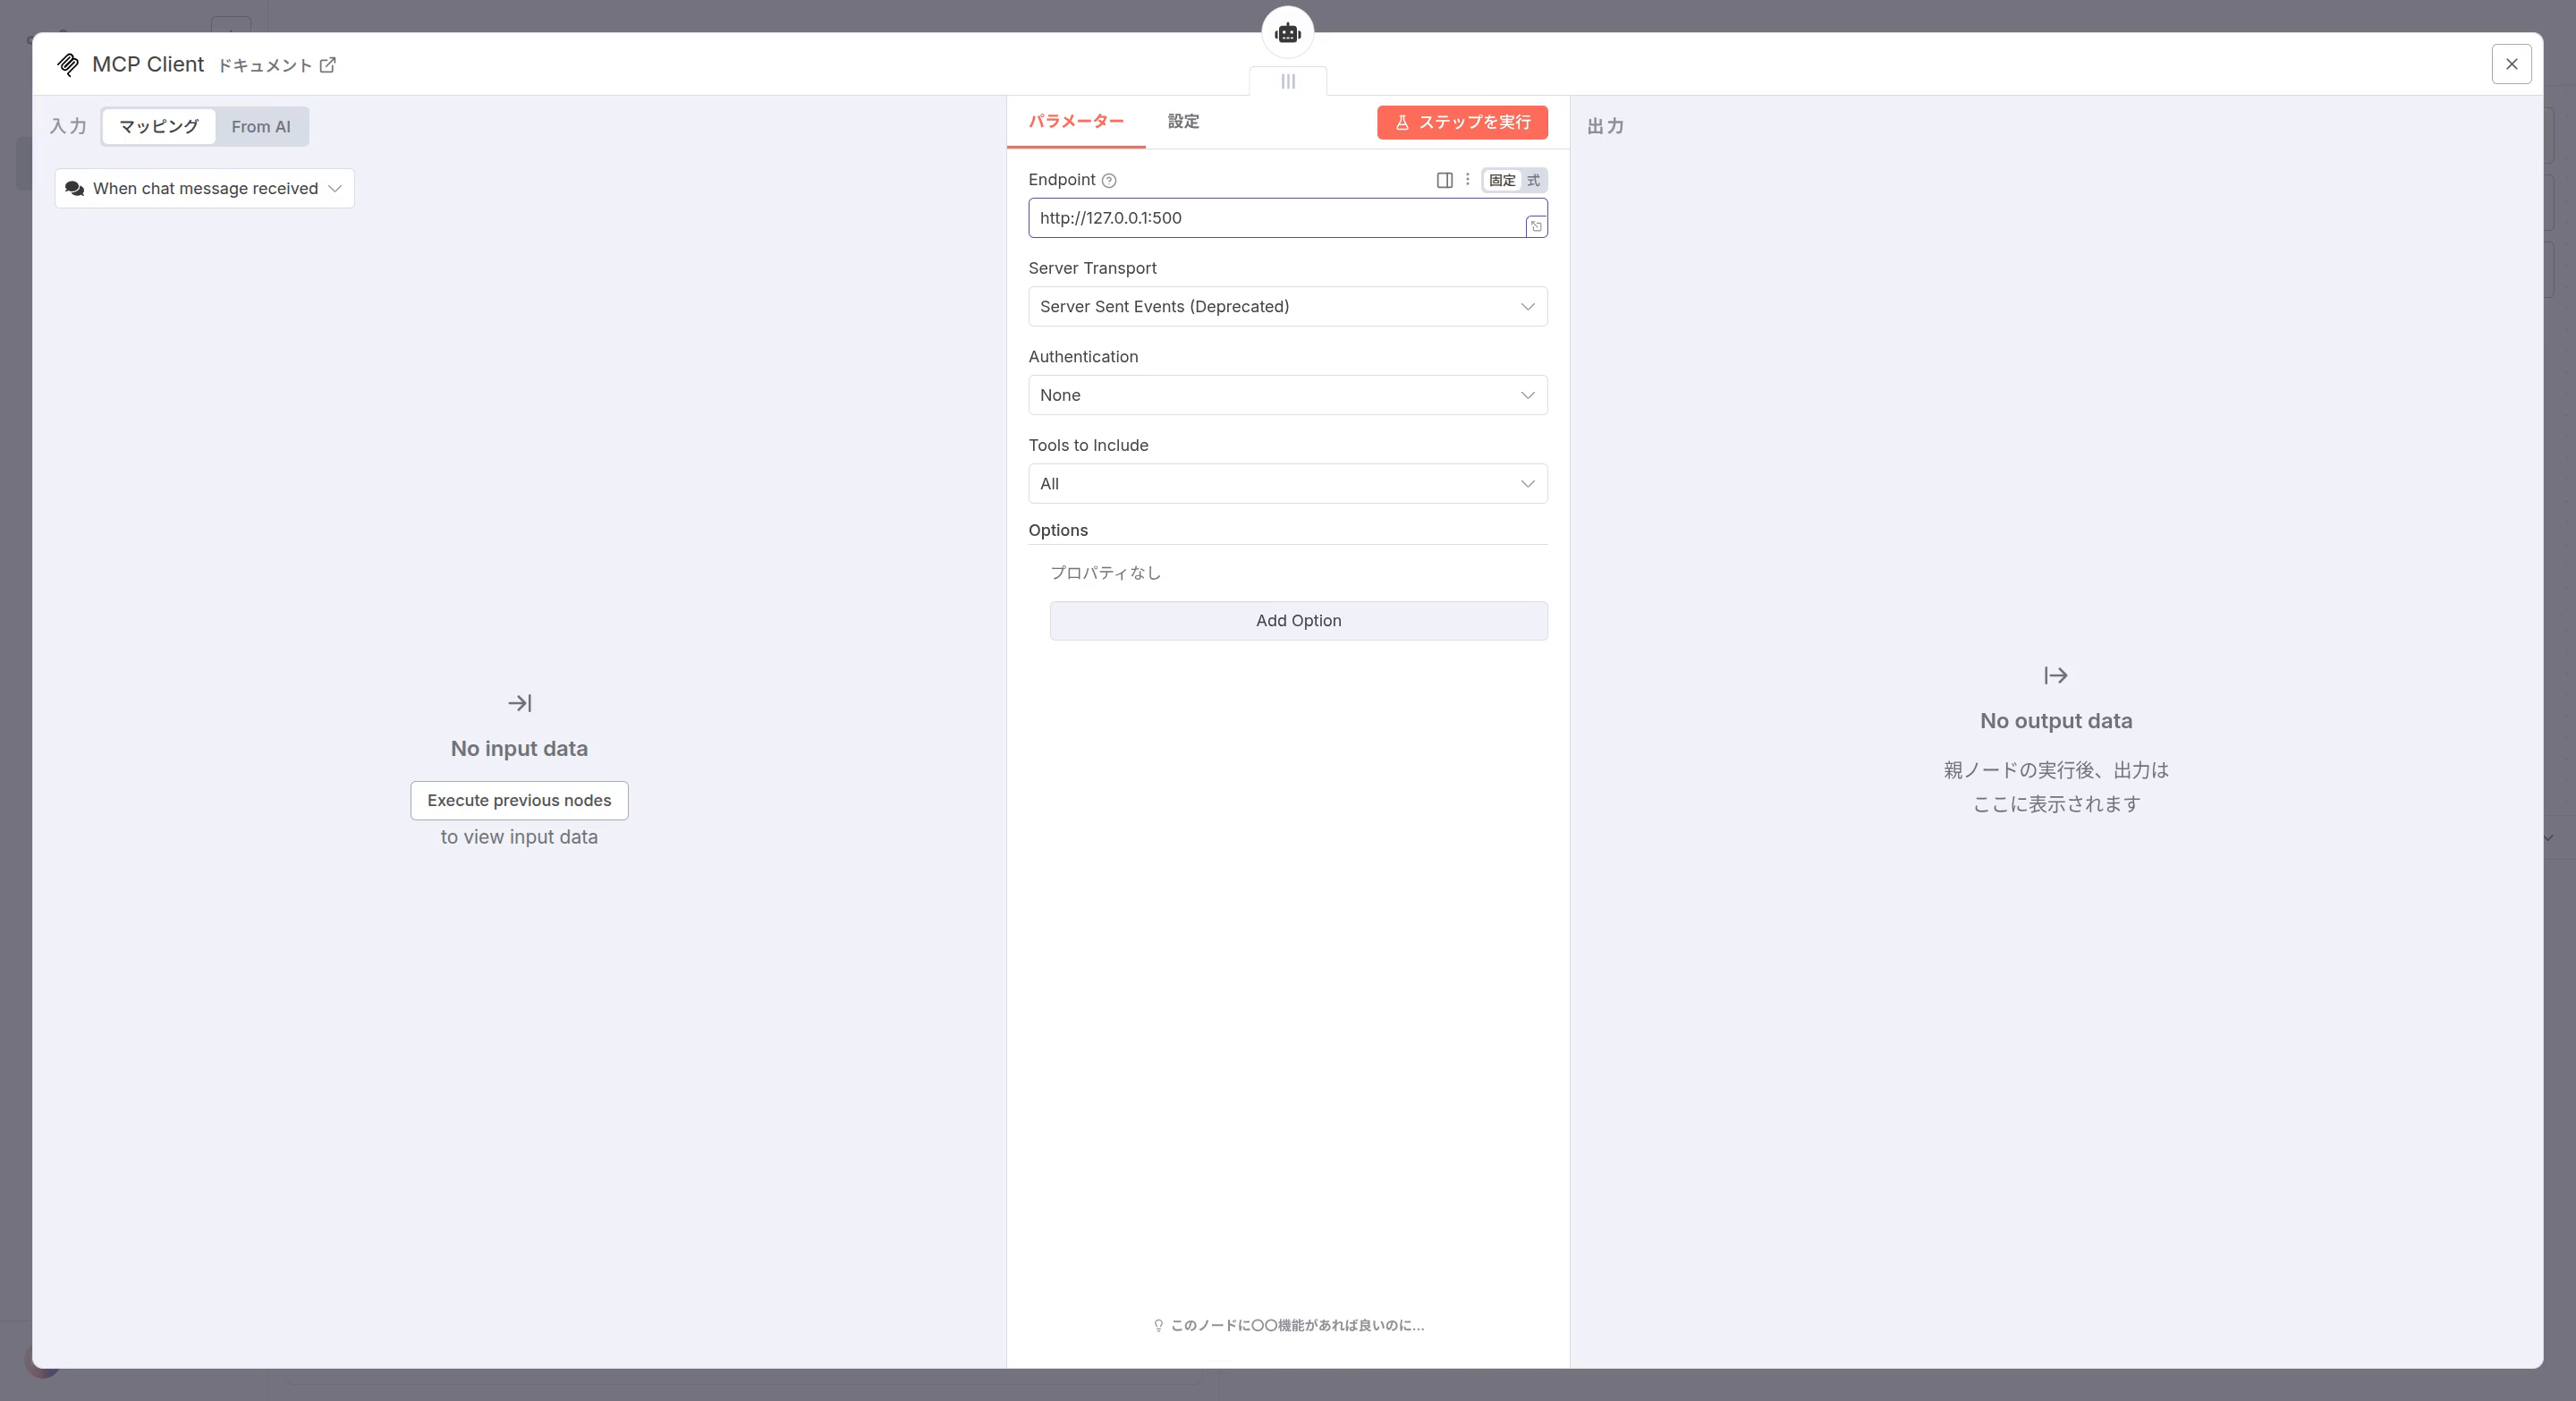 MCP Client ドキュメント
入力 マッピング From AI
When chat message received
No input data
Execute previous nodes
to view input data
パラメーター 設定 ステップを実行
Endpoint 固定 式
http://127.0.0.1:500
Server Transport
Server Sent Events (Deprecated)
Authentication
None
Tools to Include
All
Options
プロパティなし
Add Option
このノードに〇〇機能があれば良いのに...
出力
No output data
親ノードの実行後、出力は
ここに表示されます